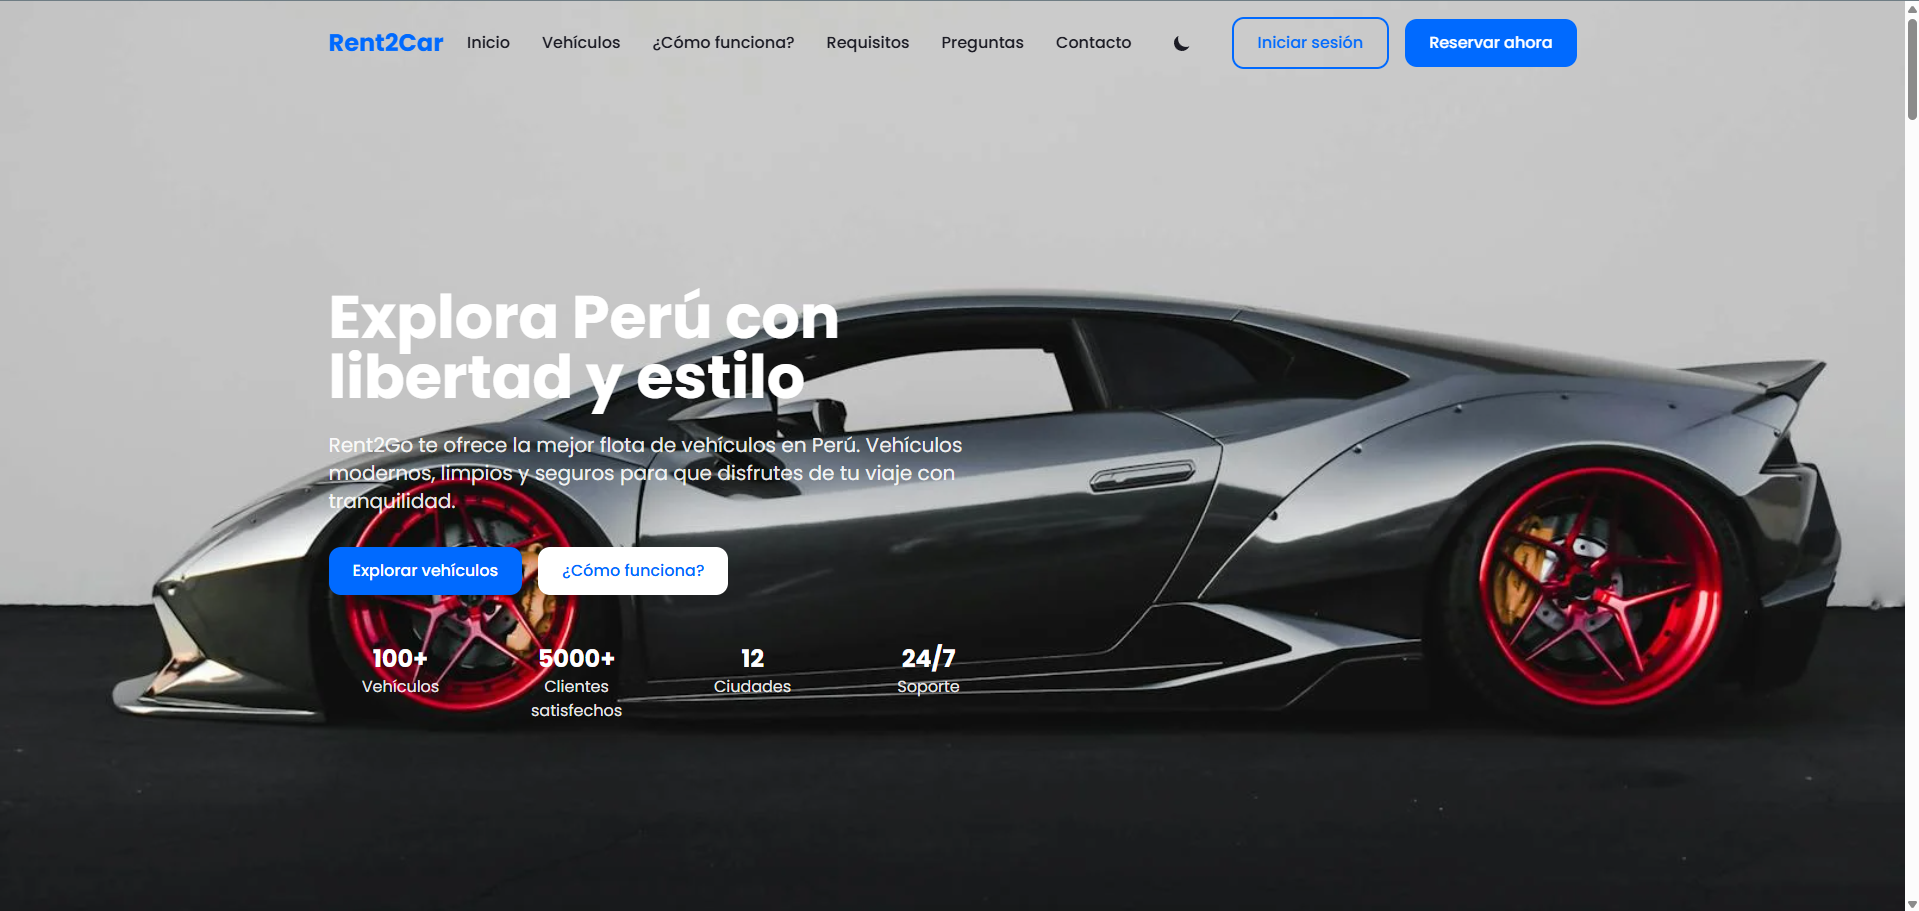 Rent2Car Inicio Vehículos ¿Cómo funciona? Requisitos Preguntas Contacto Iniciar sesión Reservar ahora
Explora Perú con
libertad y estilo
Rent2Go te ofrece la mejor flota de vehículos en Perú. Vehículos
modernos, limpios y seguros para que disfrutes de tu viaje con
tranquilidad.
Explorar vehículos ¿Cómo funciona?
100+ 5000+ 12 24/7
Vehículos Clientes Ciudades Soporte
satisfechos